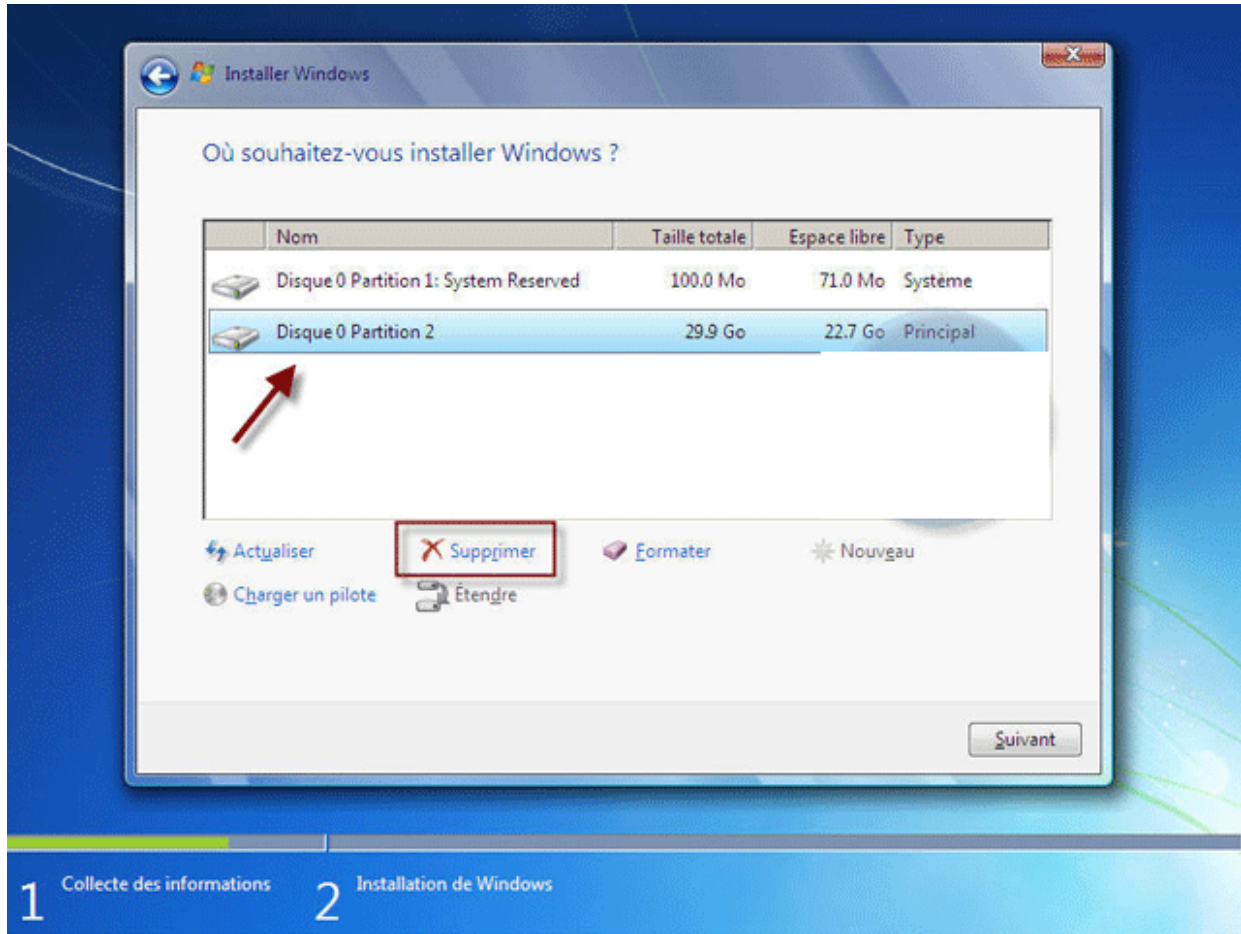 Installer Windows
Où souhaitez-vous installer Windows ?
Nom Taille totale Espace libre Type
Disque 0 Partition 1: System Reserved 100.0 Mo 71.0 Mo Système
Disque 0 Partition 2 29.9 Go 22.7 Go Principal
Actualiser Supprimer Formater Nouveau
Charger un pilote Étendre
Suivant
1 Collecte des informations 2 Installation de Windows